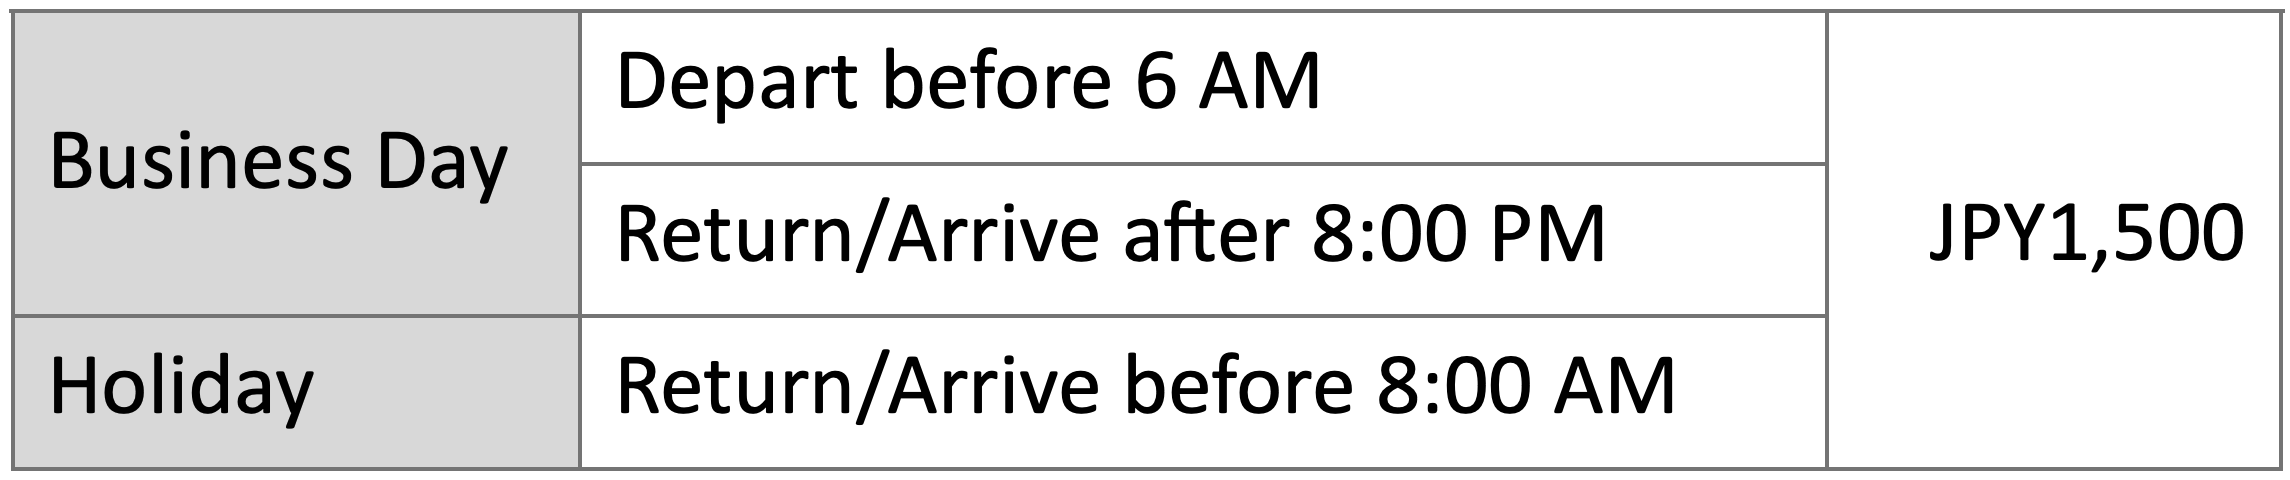 Business Day
Depart before 6 AM
Return/Arrive after 8:00 PM
JPY1,500
Holiday
Return/Arrive before 8:00 AM